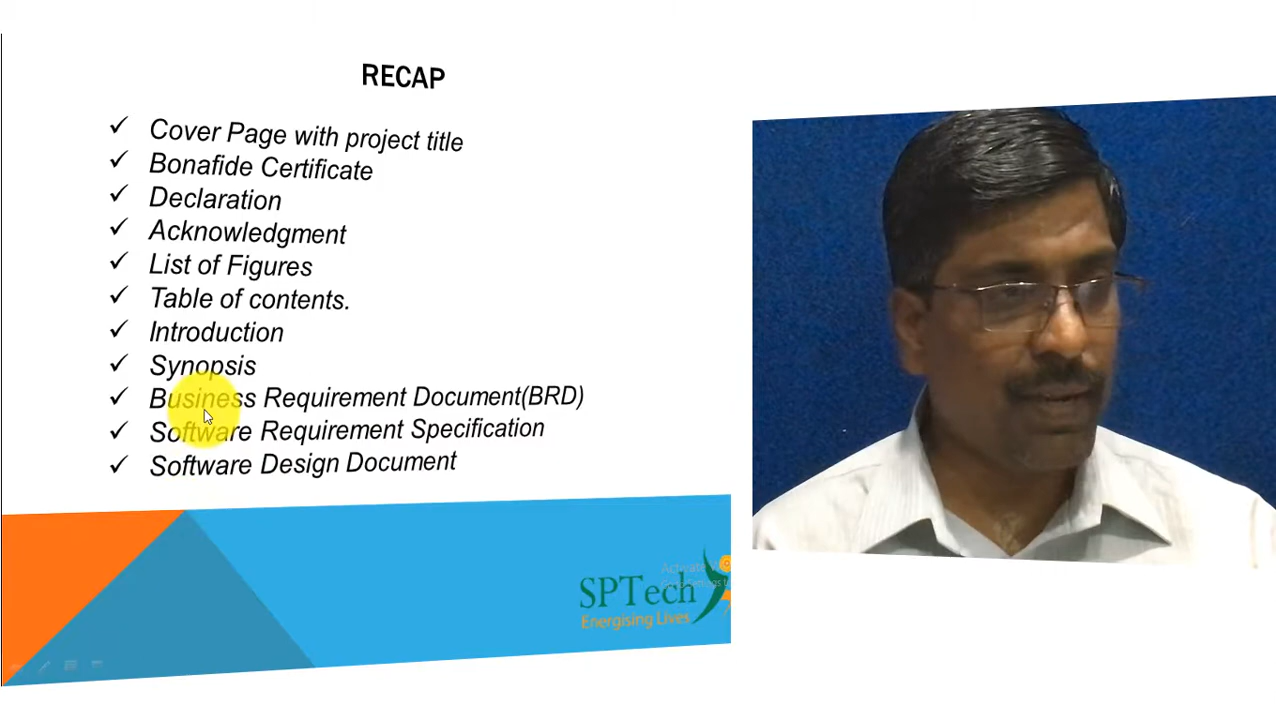 RECAP
Cover Page with project title
Bonafide Certificate
Declaration
Acknowledgment
List of Figures
Table of contents.
Introduction
Synopsis
Business Requirement Document(BRD)
Software Requirement Specification
Software Design Document
Activate
SPTech
Energising Lives